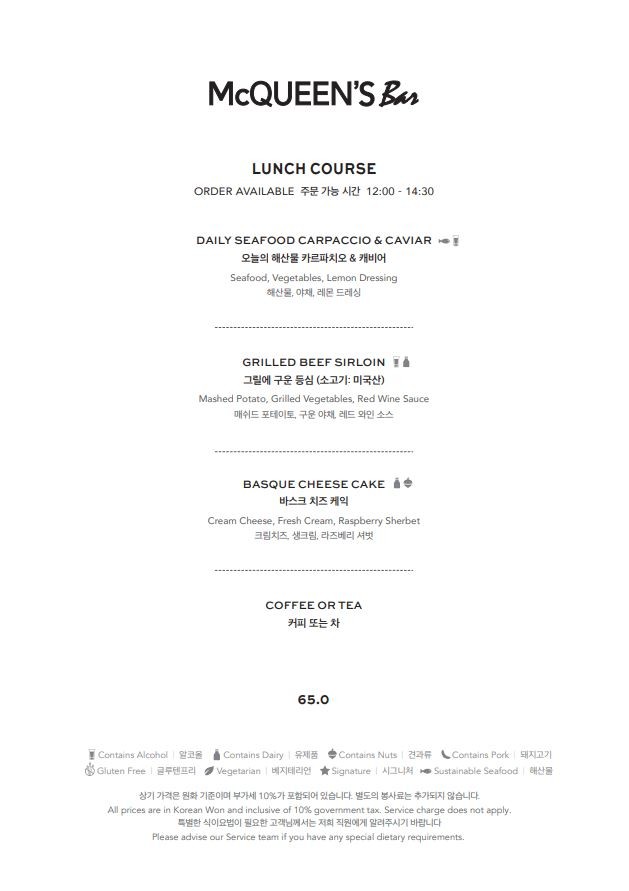 McQUEEN'S Bar
LUNCH COURSE
ORDER AVAILABLE 주문 가능 시간 12:00 - 14:30
DAILY SEAFOOD CARPACCIO & CAVIAR
오늘의 해산물 카르파치오 & 캐비어
Seafood, Vegetables, Lemon Dressing
해산물, 야채, 레몬 드레싱
GRILLED BEEF SIRLOIN
그릴에 구운 등심 (소고기: 미국산)
Mashed Potato, Grilled Vegetables, Red Wine Sauce
매쉬드 포테이토, 구운 야채, 레드 와인 소스
BASQUE CHEESE CAKE
바스크 치즈 케익
Cream Cheese, Fresh Cream, Raspberry Sherbet
크림치즈, 생크림, 라즈베리 셔벗
COFFEE OR TEA
커피 또는 차
65.0
Contains Alcohol | 알코올 Contains Dairy | 유제품 Contains Nuts | 견과류 Contains Pork | 돼지고기
Gluten Free | 글루텐프리 Vegetarian | 베지테리언 Signature | 시그니처 Sustainable Seafood | 해산물
상기 가격은 원화 기준이며 부가세 10%가 포함되어 있습니다. 별도의 봉사료는 추가되지 않습니다.
All prices are in Korean Won and inclusive of 10% government tax. Service charge does not apply.
특별한 식이요법이 필요한 고객님께서는 저희 직원에게 알려주시기 바랍니다
Please advise our Service team if you have any special dietary requirements.